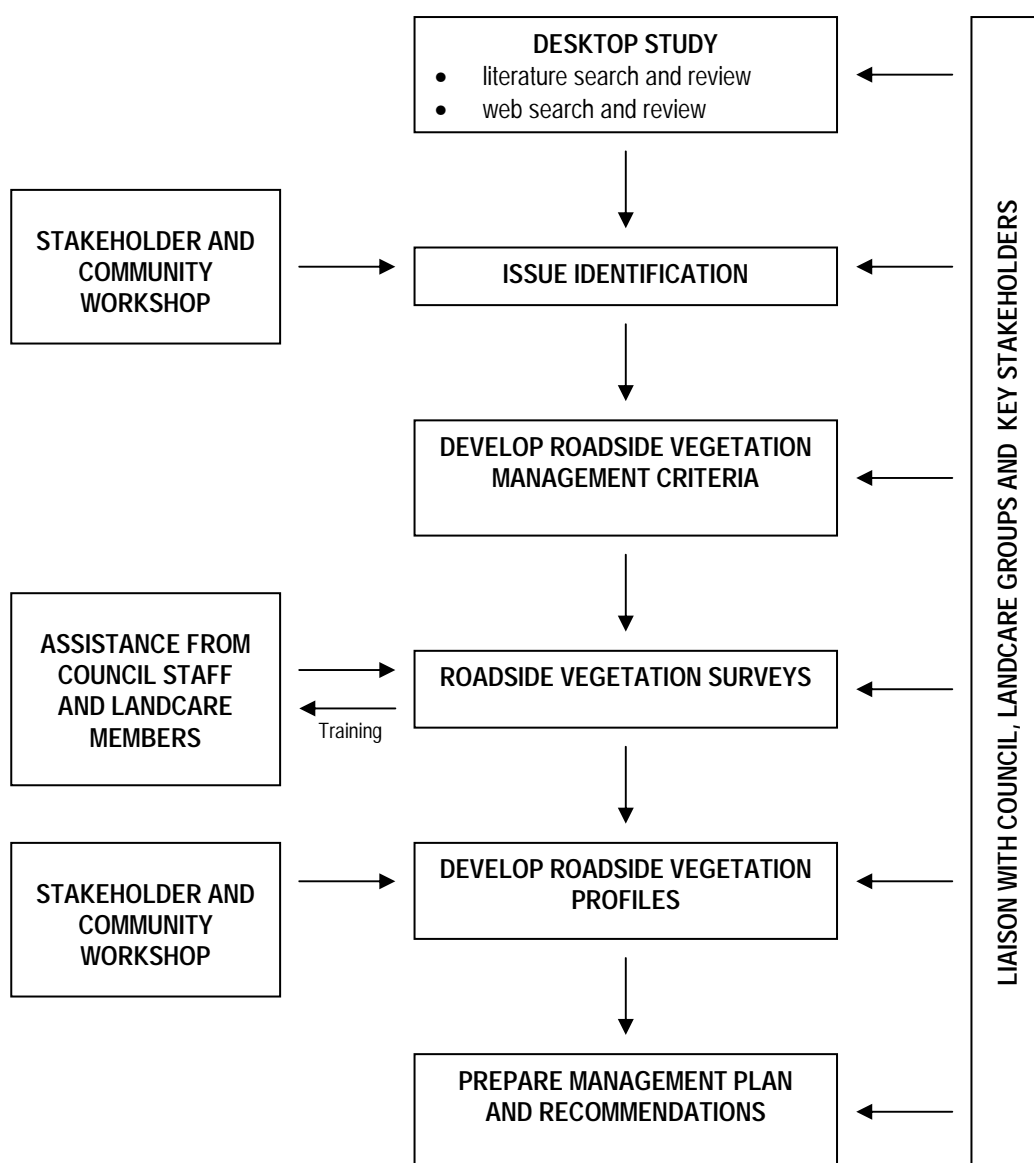 DESKTOP STUDY
• literature search and review
• web search and review
STAKEHOLDER AND
COMMUNITY
WORKSHOP
ISSUE IDENTIFICATION
DEVELOP ROADSIDE VEGETATION
MANAGEMENT CRITERIA
ASSISTANCE FROM
COUNCIL STAFF
AND LANDCARE
MEMBERS
Training
ROADSIDE VEGETATION SURVEYS
STAKEHOLDER AND
COMMUNITY
WORKSHOP
DEVELOP ROADSIDE VEGETATION
PROFILES
PREPARE MANAGEMENT PLAN
AND RECOMMENDATIONS
LIAISON WITH COUNCIL, LANDCARE GROUPS AND KEY STAKEHOLDERS